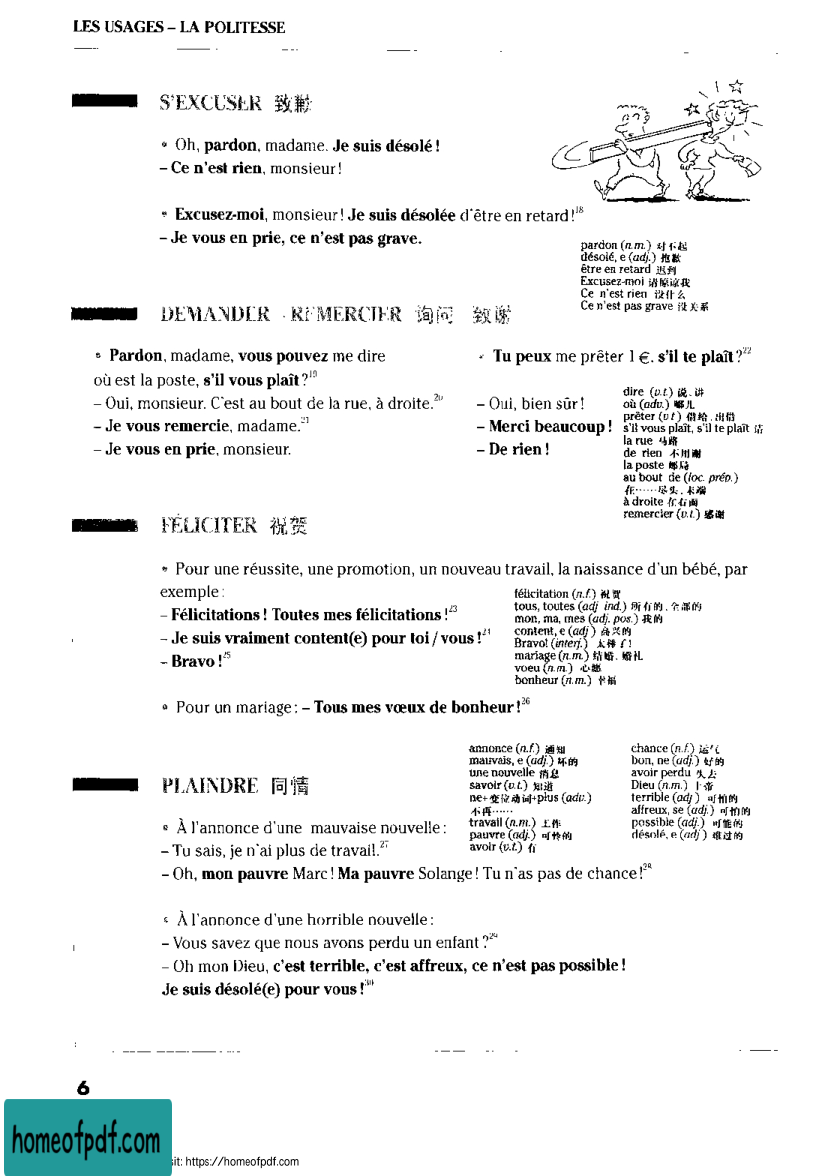 LES USAGES – LA POLITESSE
S'EXCUSER 致歉
Oh, pardon, madame. Je suis désolé !
– Ce n'est rien, monsieur !
Excusez-moi, monsieur ! Je suis désolée d'être en retard !18
– Je vous en prie, ce n'est pas grave.
pardon (n.m.) 对不起
désolé, e (adj.) 抱歉
être en retard 迟到
Excusez-moi 请原谅我
Ce n'est rien 没什么
Ce n'est pas grave 没关系
DEMANDER - REMERCIER 询问 致谢
Pardon, madame, vous pouvez me dire
où est la poste, s'il vous plaît ?19
– Oui, monsieur. C'est au bout de la rue, à droite.20
– Je vous remercie, madame.21
– Je vous en prie, monsieur.
Tu peux me prêter 1 €. s'il te plaît ?22
– Oui, bien sûr !
– Merci beaucoup !
– De rien !
dire (v.t.) 说, 讲
où (adv.) 哪儿
prêter (v.t) 借给, 出借
s'il vous plaît, s'il te plaît 请
la rue 马路
de rien 不用谢
la poste 邮局
au bout de (loc. prép.)
在……尽头, 末端
à droite 在右面
remercier (v.t.) 感谢
FÉLICITER 祝贺
Pour une réussite, une promotion, un nouveau travail, la naissance d'un bébé, par
exemple :
– Félicitations ! Toutes mes félicitations !23
– Je suis vraiment content(e) pour toi / vous !24
– Bravo !25
félicitation (n.f.) 祝贺
tous, toutes (adj ind.) 所有的, 全部的
mon, ma, mes (adj. pos.) 我的
content, e (adj ) 高兴的
Bravo! (interj.) 太棒了!
mariage (n.m.) 结婚, 婚礼
voeu (n.m.) 心愿
bonheur (n.m.) 幸福
Pour un mariage : – Tous mes vœux de bonheur !26
annonce (n.f.) 通知
mauvais, e (adj.) 坏的
une nouvelle 消息
savoir (v.t.) 知道
ne+变位动词+plus (adv.)
不再……
travail (n.m.) 工作
pauvre (adj.) 可怜的
avoir (v.t.) 有
chance (n.f.) 运气
bon, ne (adj.) 好的
avoir perdu 失去
Dieu (n.m.) 上帝
terrible (adj ) 可怕的
affreux, se (adj.) 可怕的
possible (adj.) 可能的
désolé, e (adj ) 难过的
PLAINDRE 同情
À l'annonce d'une mauvaise nouvelle :
– Tu sais, je n'ai plus de travail.27
– Oh, mon pauvre Marc ! Ma pauvre Solange ! Tu n'as pas de chance !28
À l'annonce d'une horrible nouvelle :
– Vous savez que nous avons perdu un enfant ?29
– Oh mon Dieu, c'est terrible, c'est affreux, ce n'est pas possible !
Je suis désolé(e) pour vous !30
6
homeofpdf.com
sit: https://homeofpdf.com